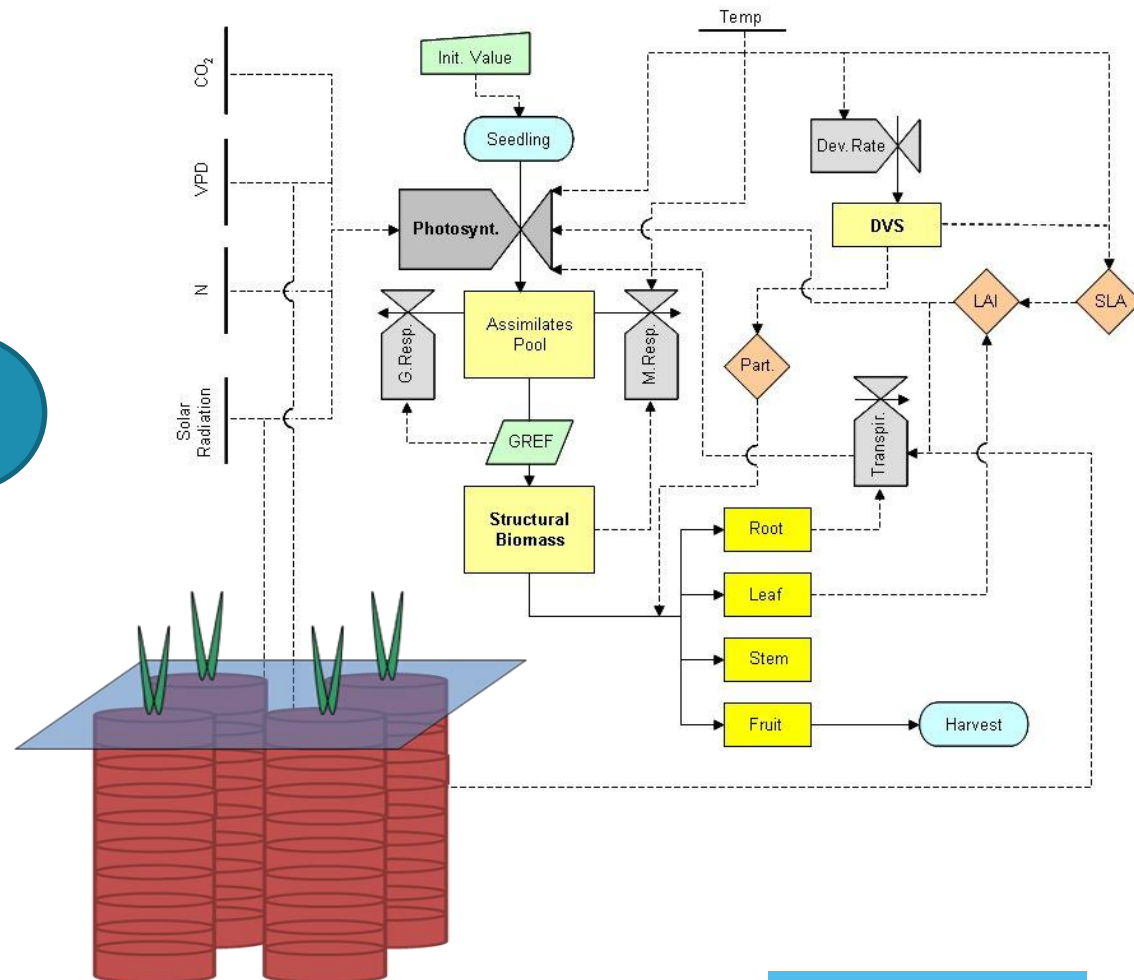 Temp
CO₂
Init. Value
Seedling
Dev. Rate
VPD
Photosynt.
DVS
N
LAI
SLA
Assimilates
Pool
G.Resp.
M.Resp.
Part.
Solar
Radiation
GREF
Transpir.
Structural
Biomass
Root
Leaf
Stem
Fruit
Harvest